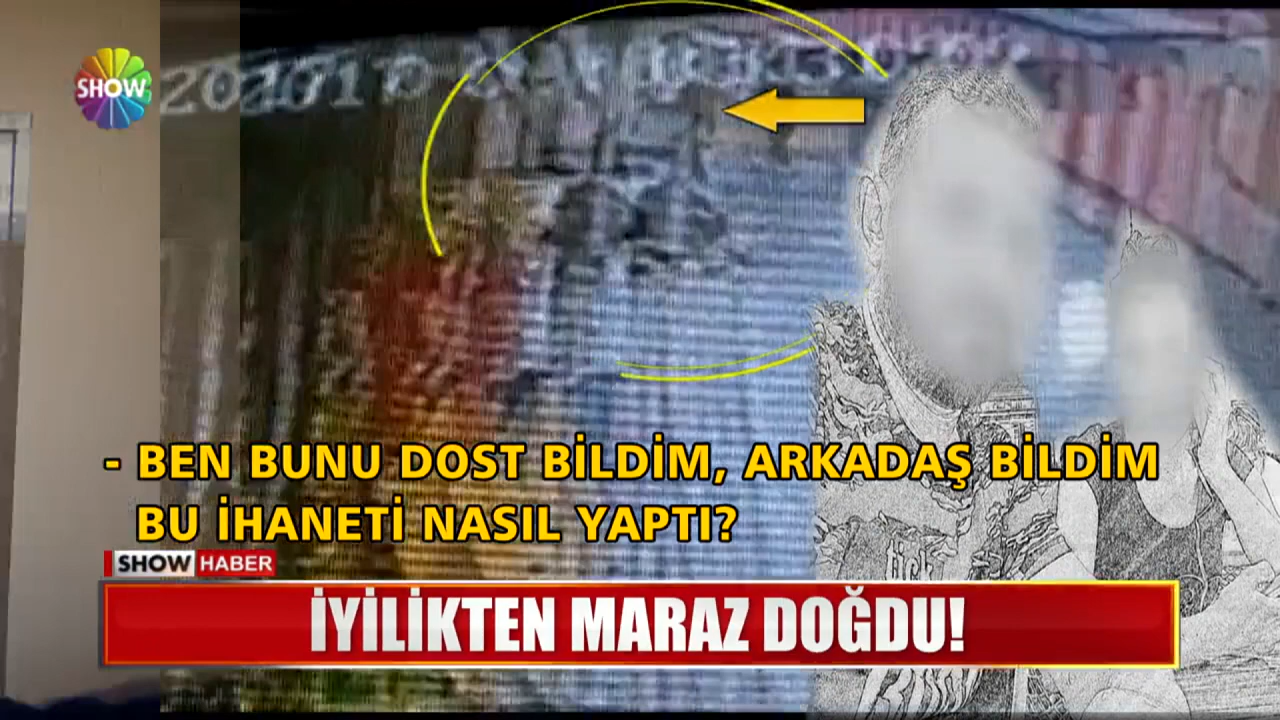 SHOW
- BEN BUNU DOST BİLDİM, ARKADAŞ BİLDİM
BU İHANETİ NASIL YAPTI?
SHOW HABER
İYİLİKTEN MARAZ DOĞDU!